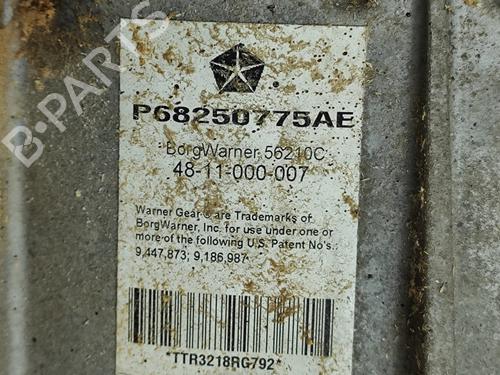 P68250775AE
BorgWarner 56210C
48-11-000-007
Warner Gear ® are Trademarks of
BorgWarner, Inc. for use under one or
more of the following U.S. Patent No's.:
9,447,873; 9,186,987
*TTR3218RG792*
B-PARTS